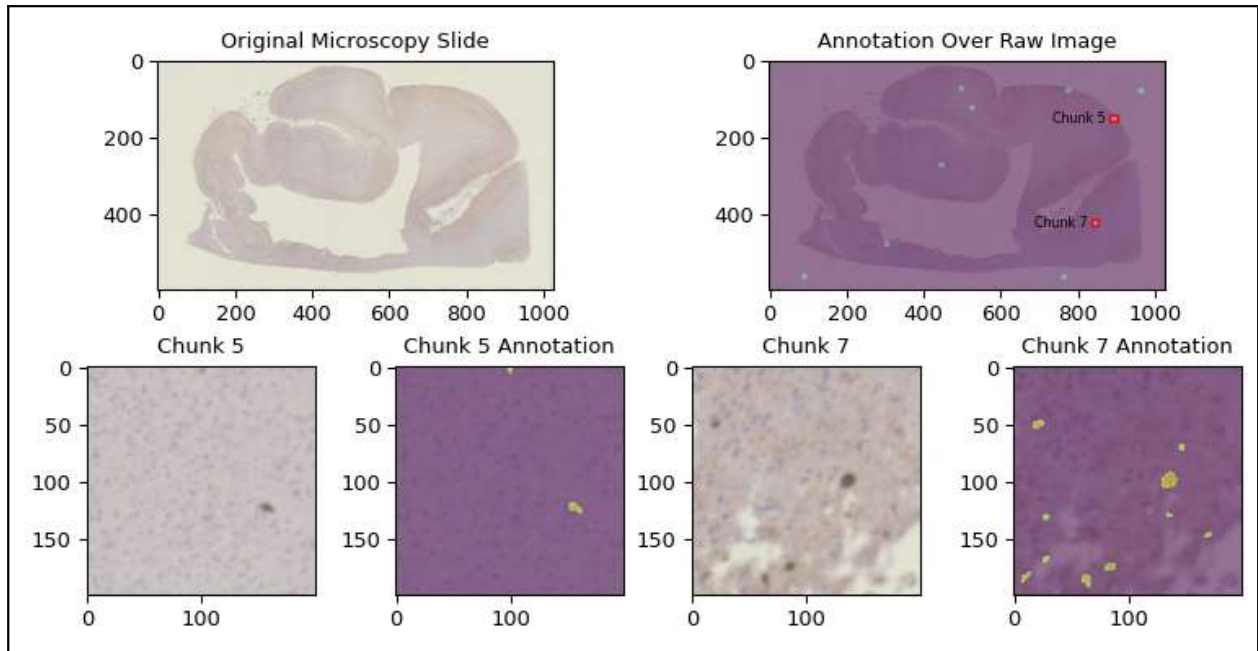 Original Microscopy Slide
0
200
400
0 200 400 600 800 1000
Annotation Over Raw Image
0
200
400
Chunk 5
Chunk 7
0 200 400 600 800 1000
Chunk 5
0
50
100
150
0 100
Chunk 5 Annotation
0
50
100
150
0 100
Chunk 7
0
50
100
150
0 100
Chunk 7 Annotation
0
50
100
150
0 100